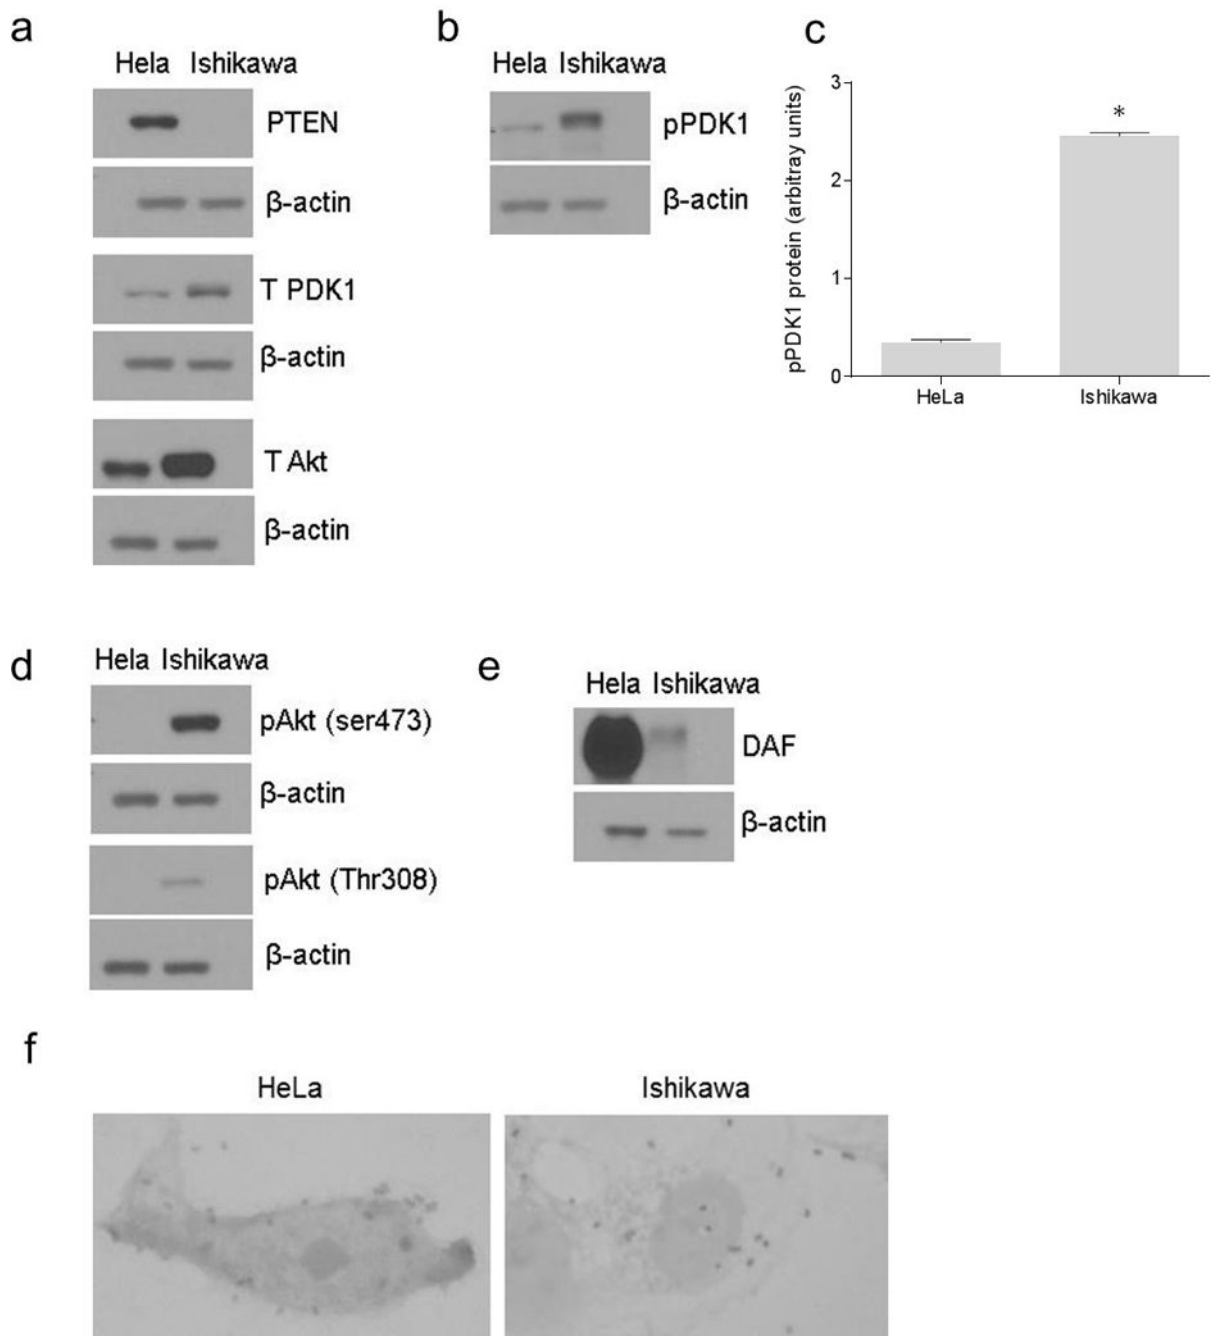 a
Hela Ishikawa
PTEN
β-actin
T PDK1
β-actin
T Akt
β-actin
b
Hela Ishikawa
pPDK1
β-actin
c
pPDK1 protein (arbitray units)
3
2
1
0
*
HeLa
Ishikawa
d
Hela Ishikawa
pAkt (ser473)
β-actin
pAkt (Thr308)
β-actin
e
Hela Ishikawa
DAF
β-actin
f
HeLa
Ishikawa